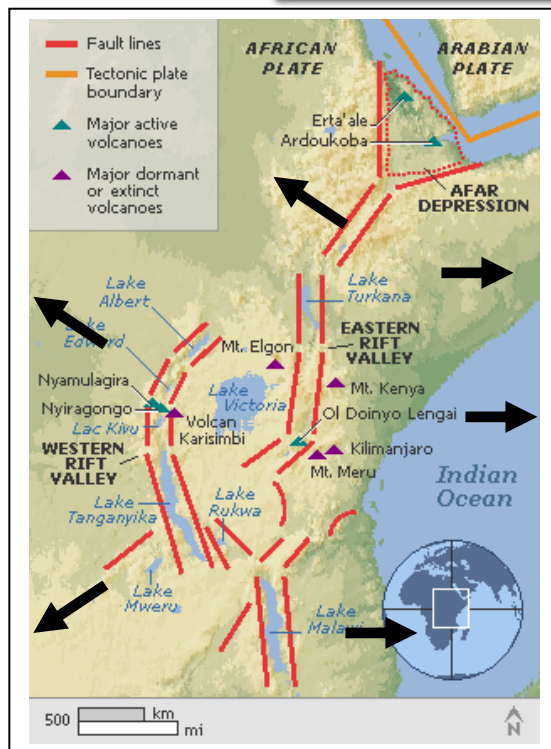 Fault lines
Tectonic plate
boundary
Major active
volcanoes
Major dormant
or extinct
volcanoes
AFRICAN
PLATE
ARABIAN
PLATE
Erta'ale
Ardoukoba
AFAR
DEPRESSION
Lake
Turkana
Lake
Albert
Lake
Edward
Mt. Elgon
EASTERN
RIFT
VALLEY
Nyamulagira
Nyiragongo
Lac Kivu
Volcan
Karisimbi
Lake
Victoria
Mt. Kenya
Ol Doinyo Lengai
Kilimanjaro
Mt. Meru
WESTERN
RIFT
VALLEY
Lake
Tanganyika
Lake
Rukwa
Indian
Ocean
Lake
Mweru
Lake
Malawi
500 km
mi
N